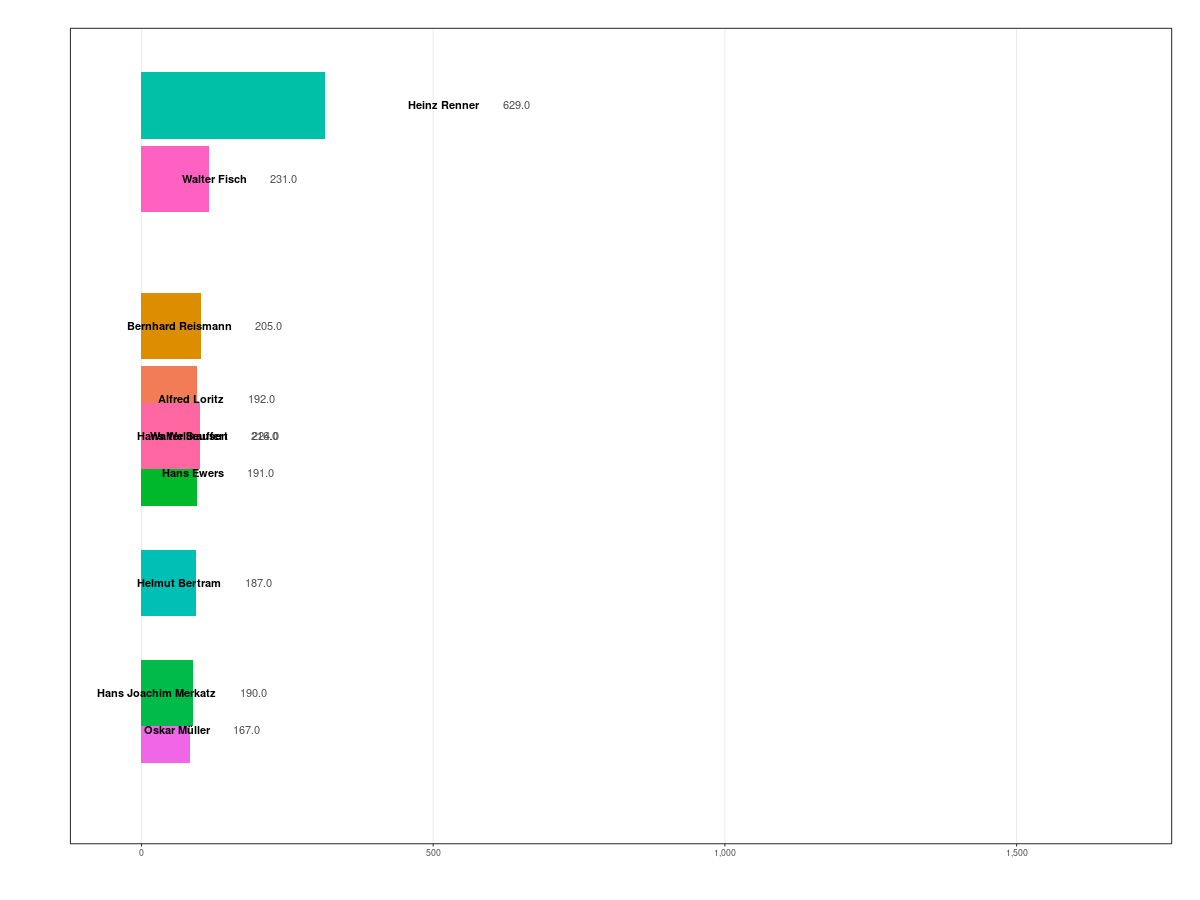 Heinz Renner 629.0
Walter Fisch 231.0
Bernhard Reismann 205.0
Alfred Loritz 192.0
Hans Ewers 191.0
Helmut Bertram 187.0
Hans Joachim Merkatz 190.0
Oskar Müller 167.0
0 500 1,000 1,500